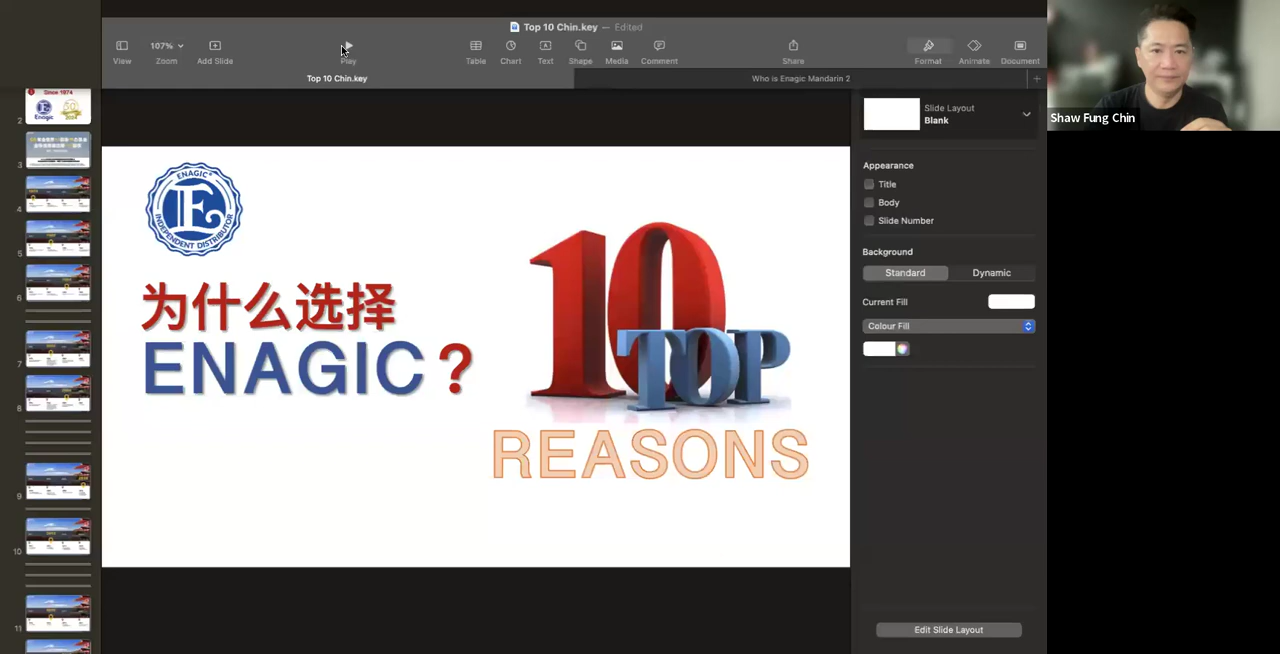 Top 10 Chin.key — Edited
107%
View
Zoom
Add Slide
Play
Table
Chart
Text
Shape
Media
Comment
Share
Format
Animate
Document
Top 10 Chin.key
Who is Enagic Mandarin 2
Since 1974
Enagic
2
3
4
5
6
7
8
9
10
11
ENAGIC®
E
INDEPENDENT DISTRIBUTOR
为什么选择
ENAGIC?
10
TOP
REASONS
Slide Layout
Blank
Appearance
Title
Body
Slide Number
Background
Standard
Dynamic
Current Fill
Colour Fill
Edit Slide Layout
Shaw Fung Chin